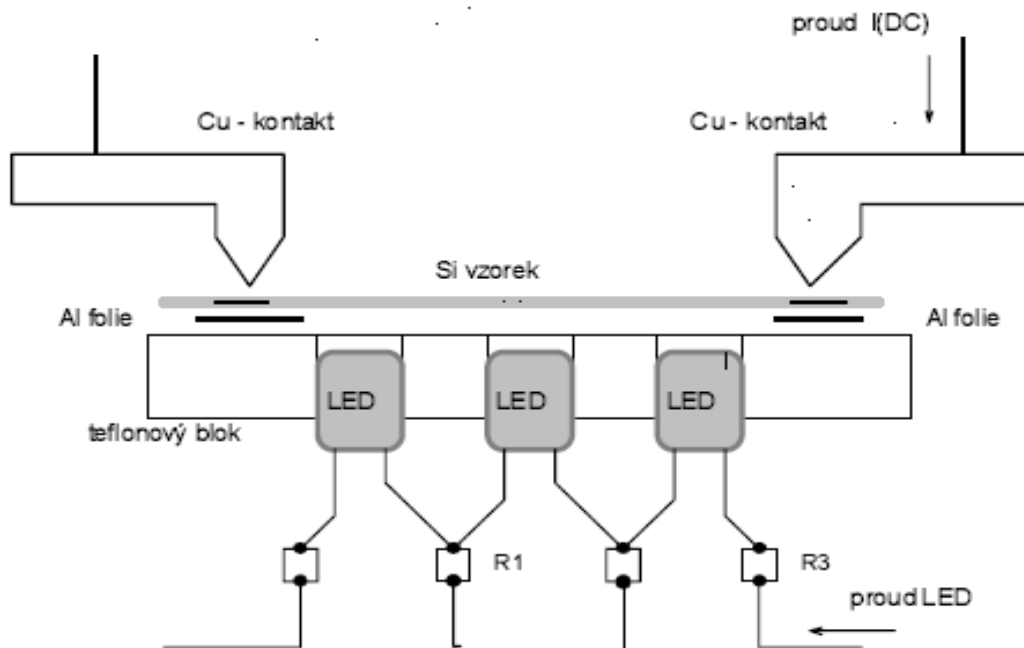 proud I(DC)
Cu - kontakt
Cu - kontakt
Si vzorek
Al folie
Al folie
LED
LED
LED
teflonový blok
R1
R3
proud LED